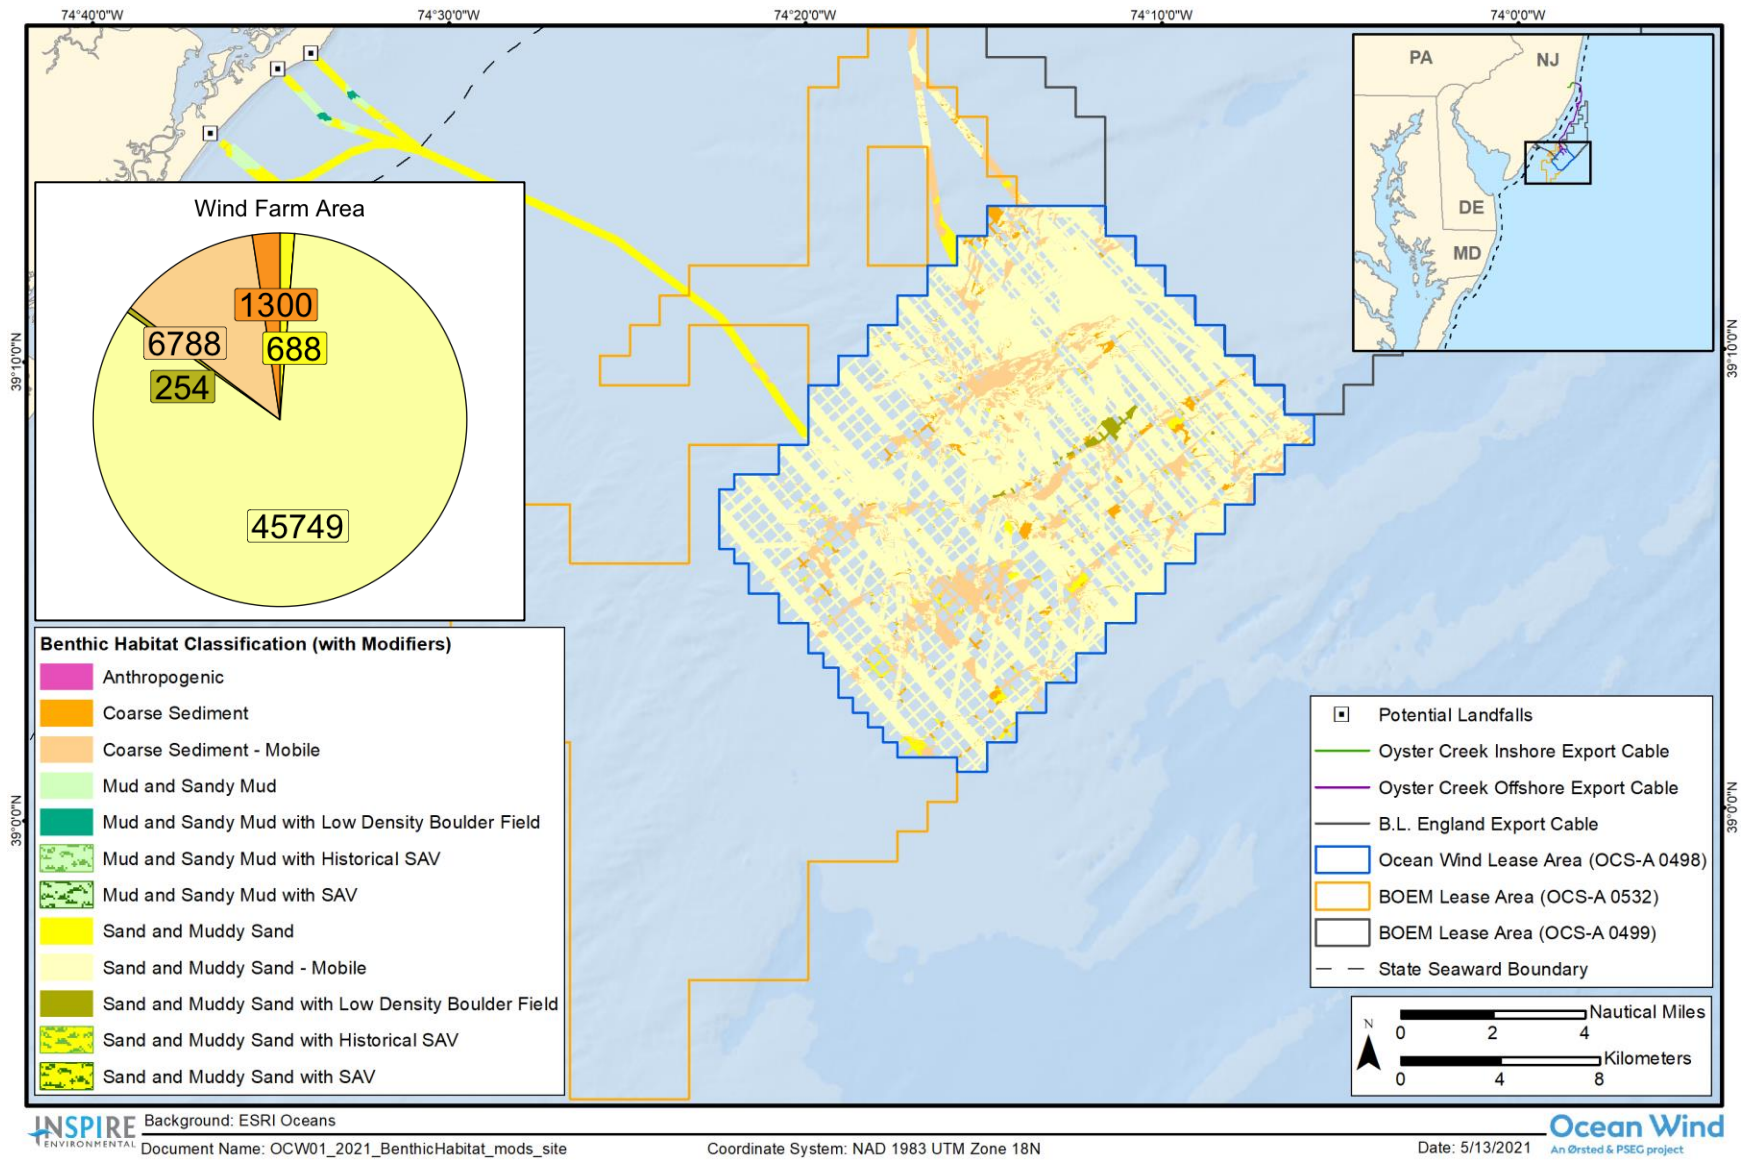 74°40'0"W
74°30'0"W
74°20'0"W
74°10'0"W
74°0'0"W
PA
NJ
DE
MD
39°10'0"N
39°10'0"N
39°0'0"N
39°0'0"N
Wind Farm Area
1300
6788
688
254
45749
Benthic Habitat Classification (with Modifiers)
Anthropogenic
Coarse Sediment
Coarse Sediment - Mobile
Mud and Sandy Mud
Mud and Sandy Mud with Low Density Boulder Field
Mud and Sandy Mud with Historical SAV
Mud and Sandy Mud with SAV
Sand and Muddy Sand
Sand and Muddy Sand - Mobile
Sand and Muddy Sand with Low Density Boulder Field
Sand and Muddy Sand with Historical SAV
Sand and Muddy Sand with SAV
Potential Landfalls
Oyster Creek Inshore Export Cable
Oyster Creek Offshore Export Cable
B.L. England Export Cable
Ocean Wind Lease Area (OCS-A 0498)
BOEM Lease Area (OCS-A 0532)
BOEM Lease Area (OCS-A 0499)
State Seaward Boundary
N
Nautical Miles
0 2 4
Kilometers
0 4 8
INSPIRE
ENVIRONMENTAL
Background: ESRI Oceans
Document Name: OCW01_2021_BenthicHabitat_mods_site
Coordinate System: NAD 1983 UTM Zone 18N
Date: 5/13/2021
Ocean Wind
An Ørsted & PSEG project